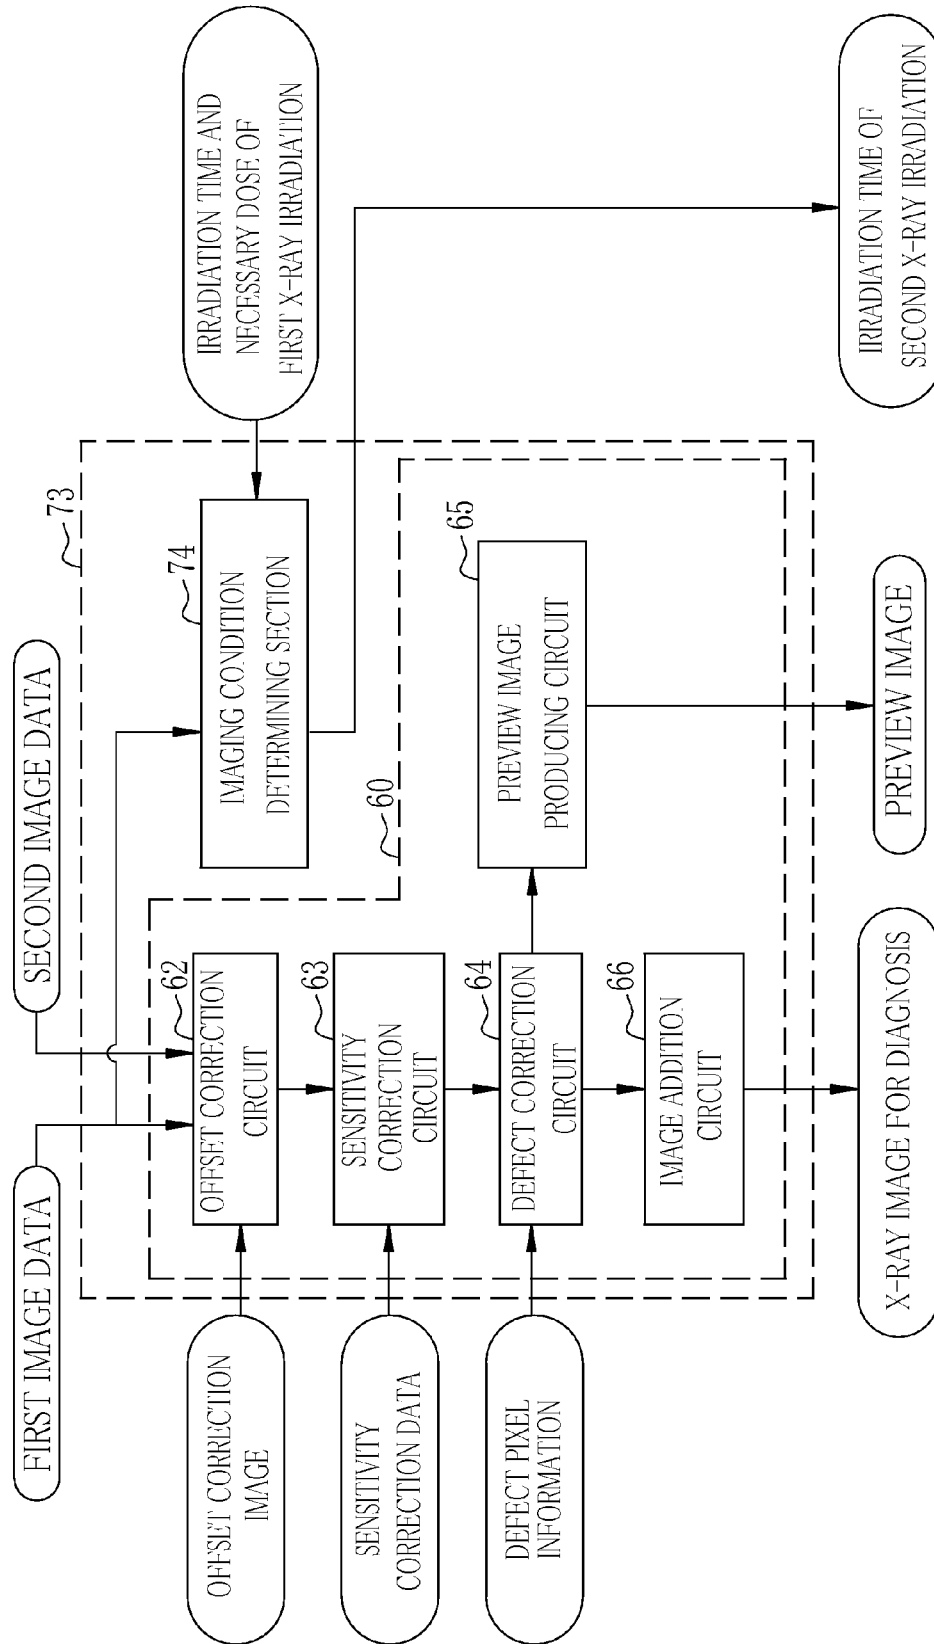 FIRST IMAGE DATA
SECOND IMAGE DATA
73
OFFSET CORRECTION
IMAGE
62
OFFSET CORRECTION
CIRCUIT
74
IMAGING CONDITION
DETERMINING SECTION
IRRADIATION TIME AND
NECESSARY DOSE OF
FIRST X-RAY IRRADIATION
SENSITIVITY
CORRECTION DATA
63
SENSITIVITY
CORRECTION
CIRCUIT
60
DEFECT PIXEL
INFORMATION
64
DEFECT CORRECTION
CIRCUIT
65
PREVIEW IMAGE
PRODUCING CIRCUIT
66
IMAGE ADDITION
CIRCUIT
X-RAY IMAGE FOR DIAGNOSIS
PREVIEW IMAGE
IRRADIATION TIME OF
SECOND X-RAY IRRADIATION